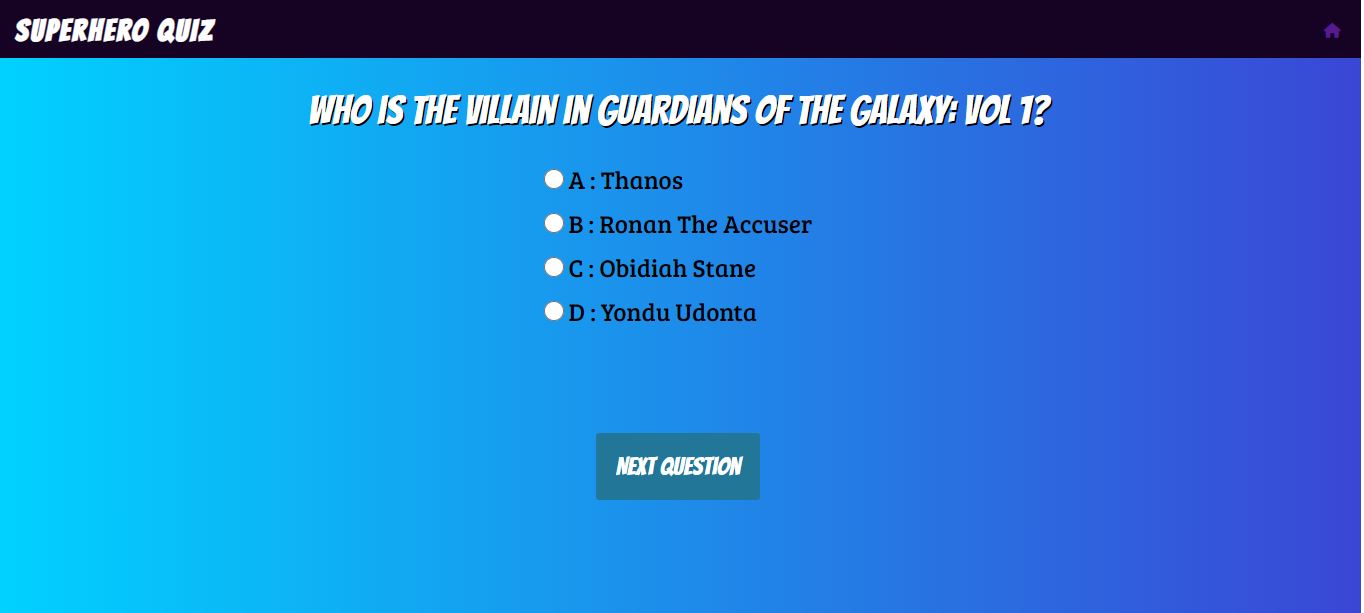 SUPERHERO QUIZ
WHO IS THE VILLAIN IN GUARDIANS OF THE GALAXY: VOL 1?
A : Thanos
B : Ronan The Accuser
C : Obidiah Stane
D : Yondu Udonta
NEXT QUESTION